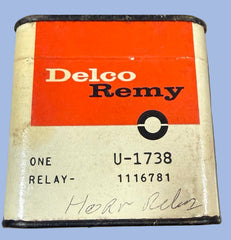 Delco
Remy
ONE U-1738
RELAY- 1116781
Horn Relay